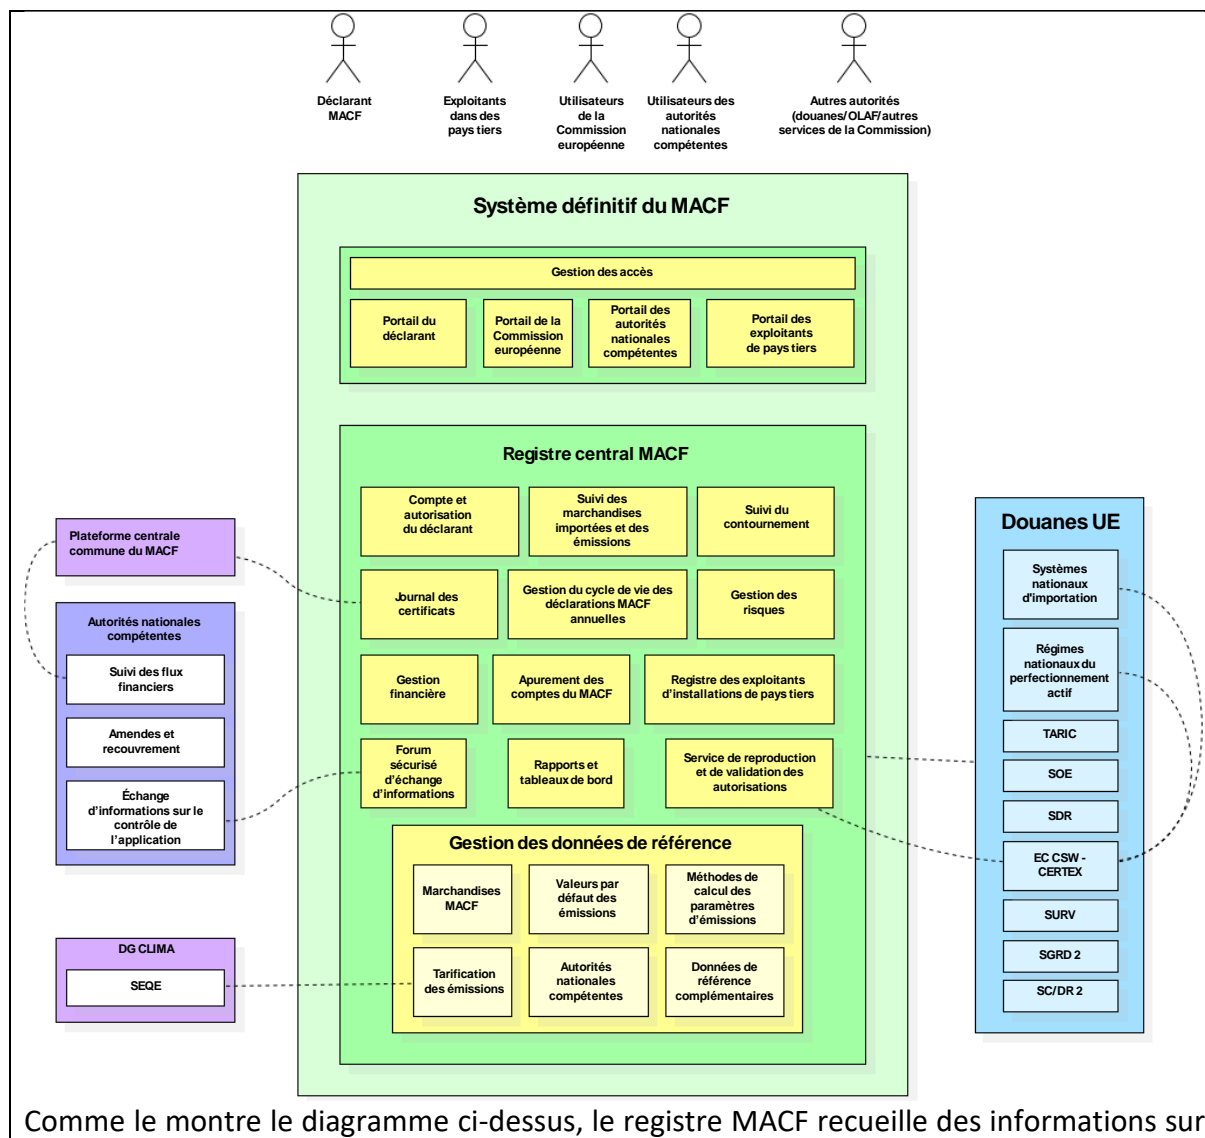 Déclarant
MACF
Exploitants
dans des
pays tiers
Utilisateurs
de la
Commission
européenne
Utilisateurs des
autorités
nationales
compétentes
Autres autorités
(douanes/OLAF/autres
services de la Commission)
Système définitif du MACF
Gestion des accès
Portail du
déclarant
Portail de la
Commission
européenne
Portail des
autorités
nationales
compétentes
Portail des
exploitants
de pays tiers
Registre central MACF
Compte et
autorisation
du déclarant
Suivi des
marchandises
importées et des
émissions
Suivi du
contournement
Journal des
certificats
Gestion du cycle de vie des
déclarations MACF
annuelles
Gestion des
risques
Gestion
financière
Apurement des
comptes du MACF
Registre des exploitants
d'installations de pays tiers
Forum
sécurisé
d'échange
d'informations
Rapports et
tableaux de bord
Service de reproduction
et de validation des
autorisations
Gestion des données de référence
Marchandises
MACF
Valeurs par
défaut des
émissions
Méthodes de
calcul des
paramètres
d'émissions
Tarification
des émissions
Autorités
nationales
compétentes
Données de
référence
complémentaires
Plateforme centrale
commune du MACF
Autorités nationales
compétentes
Suivi des flux
financiers
Amendes et
recouvrement
Échange
d'informations sur le
contrôle de
l'application
DG CLIMA
SEQE
Douanes UE
Systèmes
nationaux
d'importation
Régimes
nationaux du
perfectionnement
actif
TARIC
SOE
SDR
EC CSW -
CERTEX
SURV
SGRD 2
SC/DR 2
Comme le montre le diagramme ci-dessus, le registre MACF recueille des informations sur